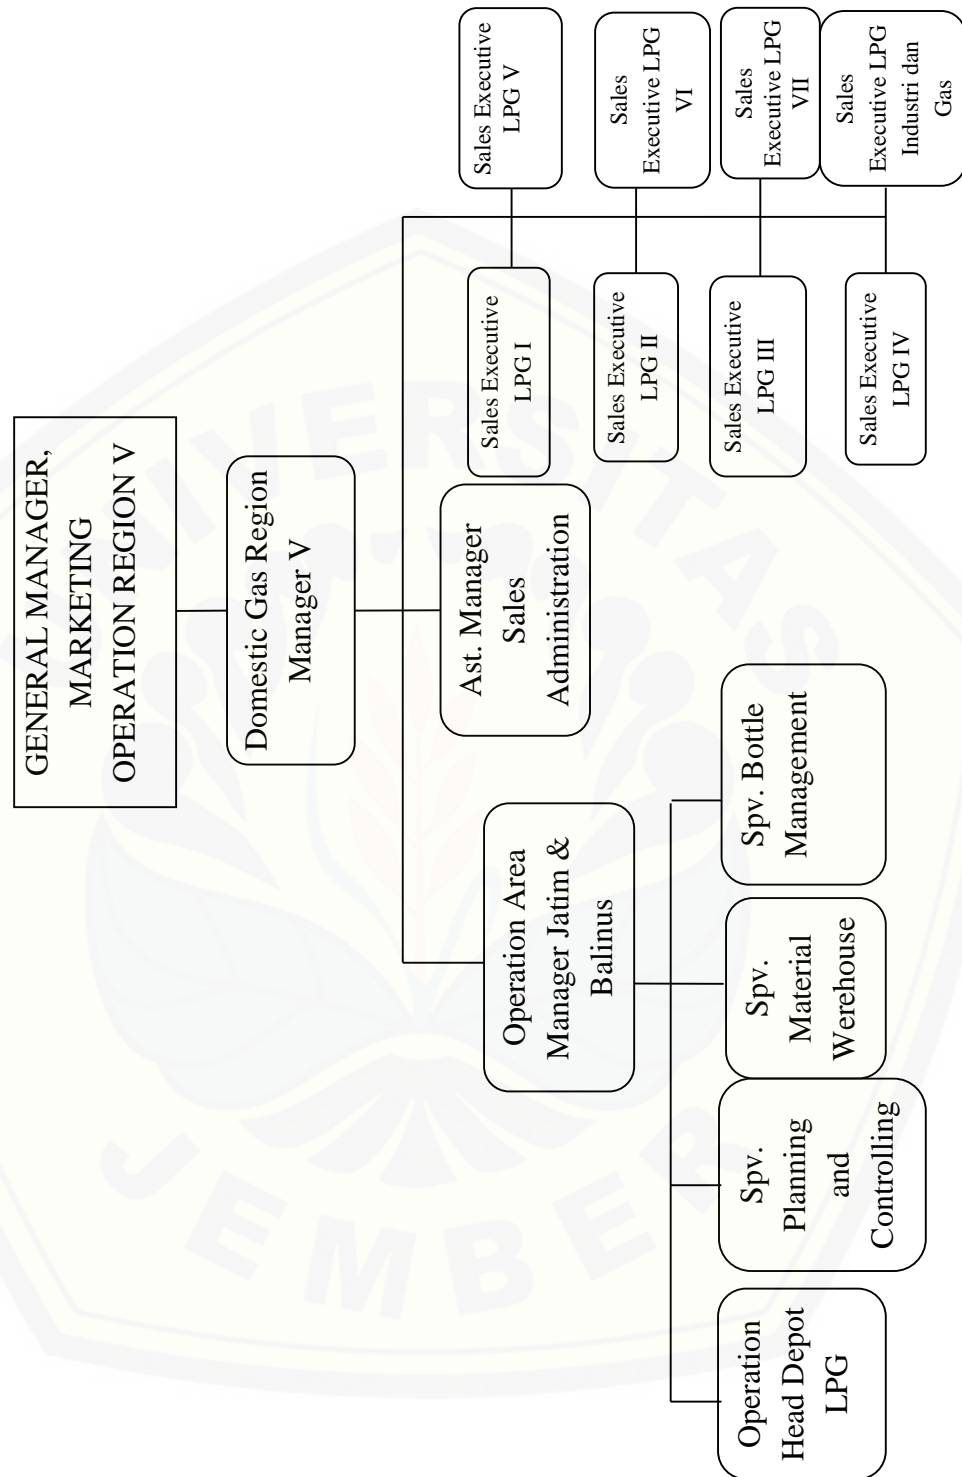 GENERAL MANAGER,
MARKETING
OPERATION REGION V
Domestic Gas Region
Manager V
Operation Area
Manager Jatim &
Balinus
Ast. Manager
Sales
Administration
Operation
Head Depot
LPG
Spv.
Planning
and
Controlling
Spv.
Material
Werehouse
Spv. Bottle
Management
Sales Executive
LPG I
Sales Executive
LPG II
Sales Executive
LPG III
Sales Executive
LPG IV
Sales Executive
LPG V
Sales
Executive LPG
VI
Sales
Executive LPG
VII
Sales
Executive LPG
Industri dan
Gas
UNIVERSITAS
JEMBER